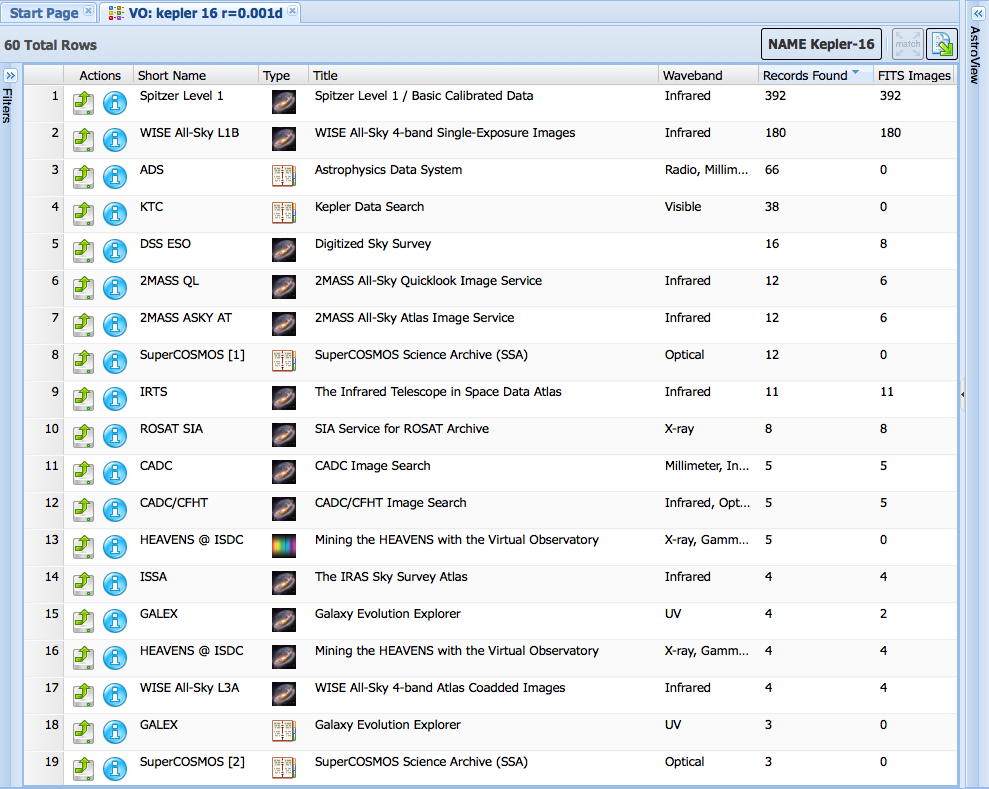 Start Page
VO: kepler 16 r=0.001d
60 Total Rows
NAME Kepler-16
match
AstroView
Filters
Actions Short Name Type Title Waveband Records Found FITS Images
1 Spitzer Level 1 Spitzer Level 1 / Basic Calibrated Data Infrared 392 392
2 WISE All-Sky L1B WISE All-Sky 4-band Single-Exposure Images Infrared 180 180
3 ADS Astrophysics Data System Radio, Millim... 66 0
4 KTC Kepler Data Search Visible 38 0
5 DSS ESO Digitized Sky Survey 16 8
6 2MASS QL 2MASS All-Sky Quicklook Image Service Infrared 12 6
7 2MASS ASKY AT 2MASS All-Sky Atlas Image Service Infrared 12 6
8 SuperCOSMOS [1] SuperCOSMOS Science Archive (SSA) Optical 12 0
9 IRTS The Infrared Telescope in Space Data Atlas Infrared 11 11
10 ROSAT SIA SIA Service for ROSAT Archive X-ray 8 8
11 CADC CADC Image Search Millimeter, In... 5 5
12 CADC/CFHT CADC/CFHT Image Search Infrared, Opt... 5 5
13 HEAVENS @ ISDC Mining the HEAVENS with the Virtual Observatory X-ray, Gamm... 5 0
14 ISSA The IRAS Sky Survey Atlas Infrared 4 4
15 GALEX Galaxy Evolution Explorer UV 4 2
16 HEAVENS @ ISDC Mining the HEAVENS with the Virtual Observatory X-ray, Gamm... 4 4
17 WISE All-Sky L3A WISE All-Sky 4-band Atlas Coadded Images Infrared 4 4
18 GALEX Galaxy Evolution Explorer UV 3 0
19 SuperCOSMOS [2] SuperCOSMOS Science Archive (SSA) Optical 3 0